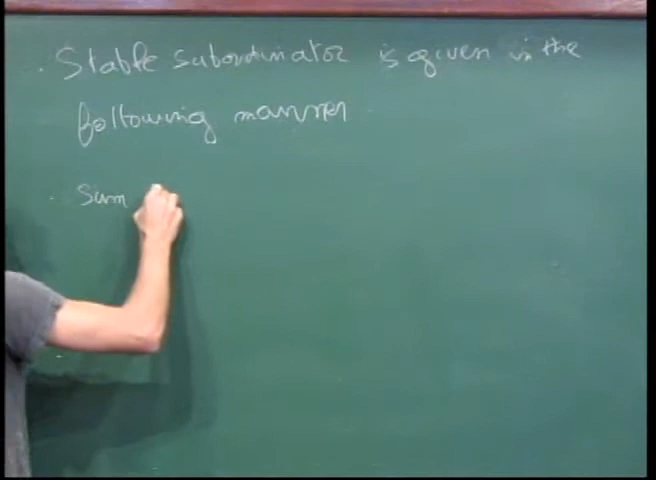 . Stable subordinator is given in the
following manner
. Sum